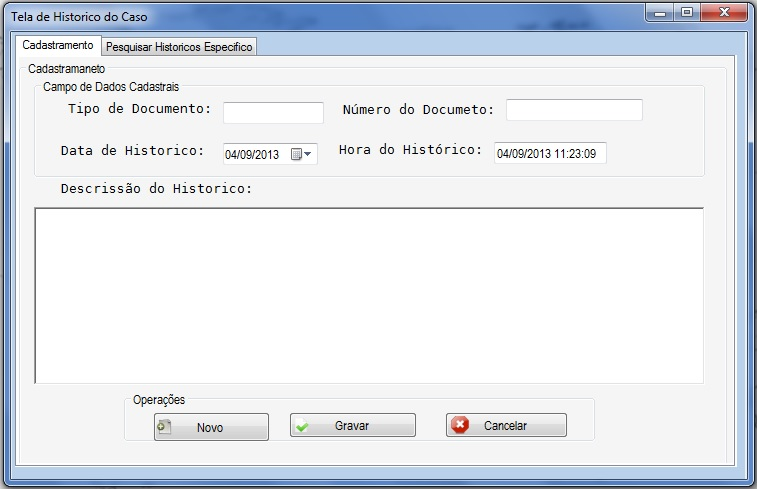 Tela de Historico do Caso
Cadastramento Pesquisar Historicos Especifico
Cadastramaneto
Campo de Dados Cadastrais
Tipo de Documento: Número do Documeto:
Data de Historico: 04/09/2013 Hora do Histórico: 04/09/2013 11:23:09
Descrissão do Historico:
Operações
Novo Gravar Cancelar